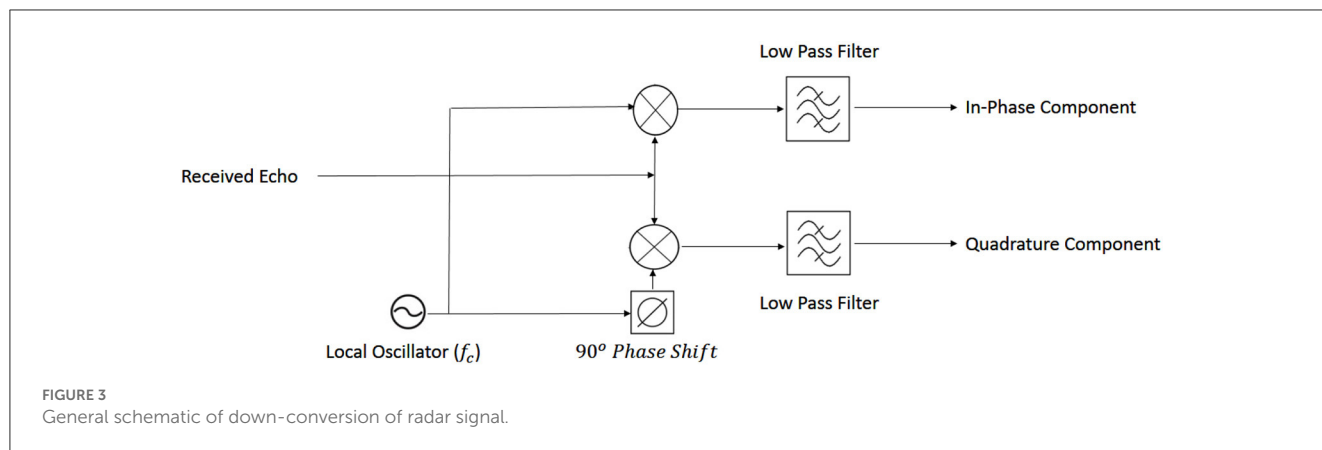 Low Pass Filter
In-Phase Component
Received Echo
Quadrature Component
Low Pass Filter
Local Oscillator (f_c)
90° Phase Shift
FIGURE 3
General schematic of down-conversion of radar signal.